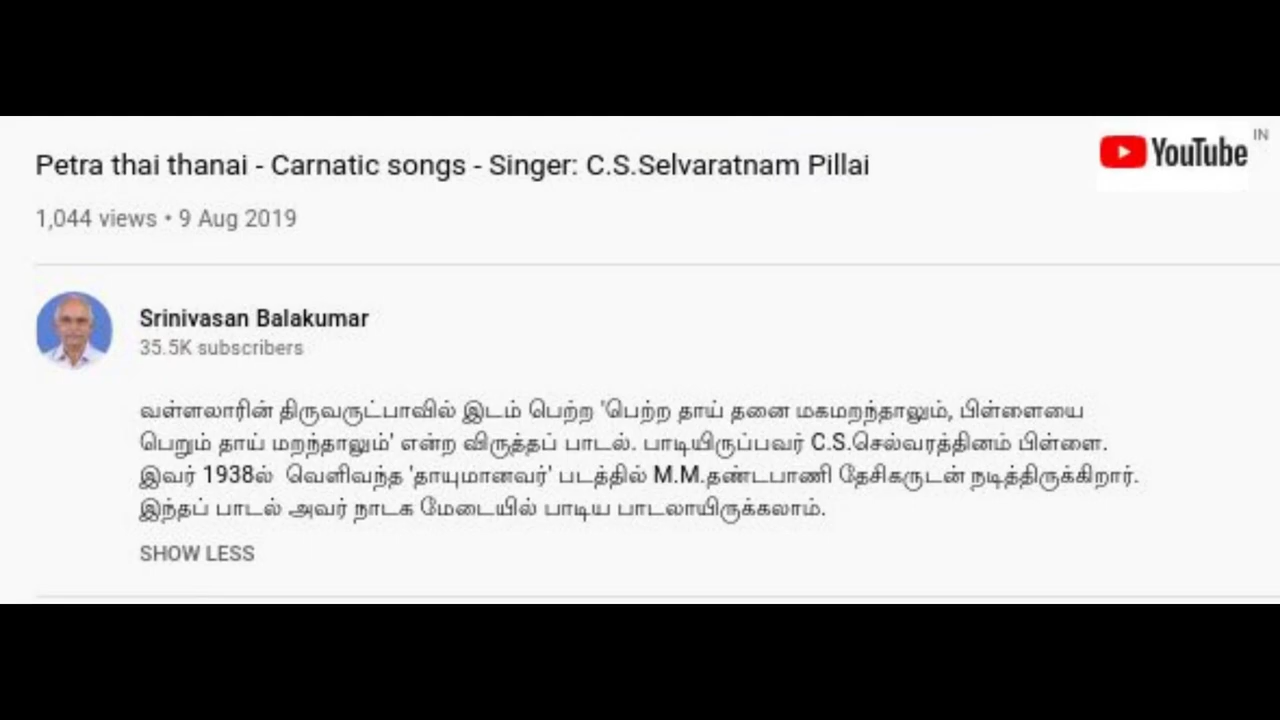 Petra thai thanai - Carnatic songs - Singer: C.S.Selvaratnam Pillai
YouTube IN
1,044 views • 9 Aug 2019
Srinivasan Balakumar
35.5K subscribers
வள்ளலாரின் திருவருட்பாவில் இடம் பெற்ற 'பெற்ற தாய் தனை மகமறந்தாலும், பிள்ளையை
பெறும் தாய் மறந்தாலும்' என்ற விருத்தப் பாடல். பாடியிருப்பவர் C.S.செல்வரத்தினம் பிள்ளை.
இவர் 1938ல் வெளிவந்த 'தாயுமானவர்' படத்தில் M.M.தண்டபாணி தேசிகருடன் நடித்திருக்கிறார்.
இந்தப் பாடல் அவர் நாடக மேடையில் பாடிய பாடலாயிருக்கலாம்.
SHOW LESS